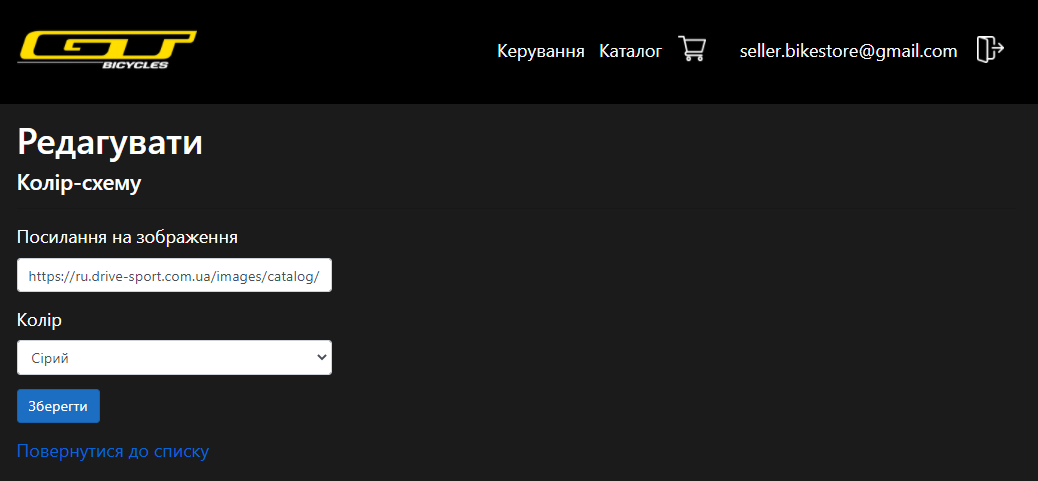 GT
BICYCLES
Керування Каталог seller.bikestore@gmail.com
Редагувати
Колір-схему
Посилання на зображення
https://ru.drive-sport.com.ua/images/catalog/
Колір
Сірий
Зберегти
Повернутися до списку